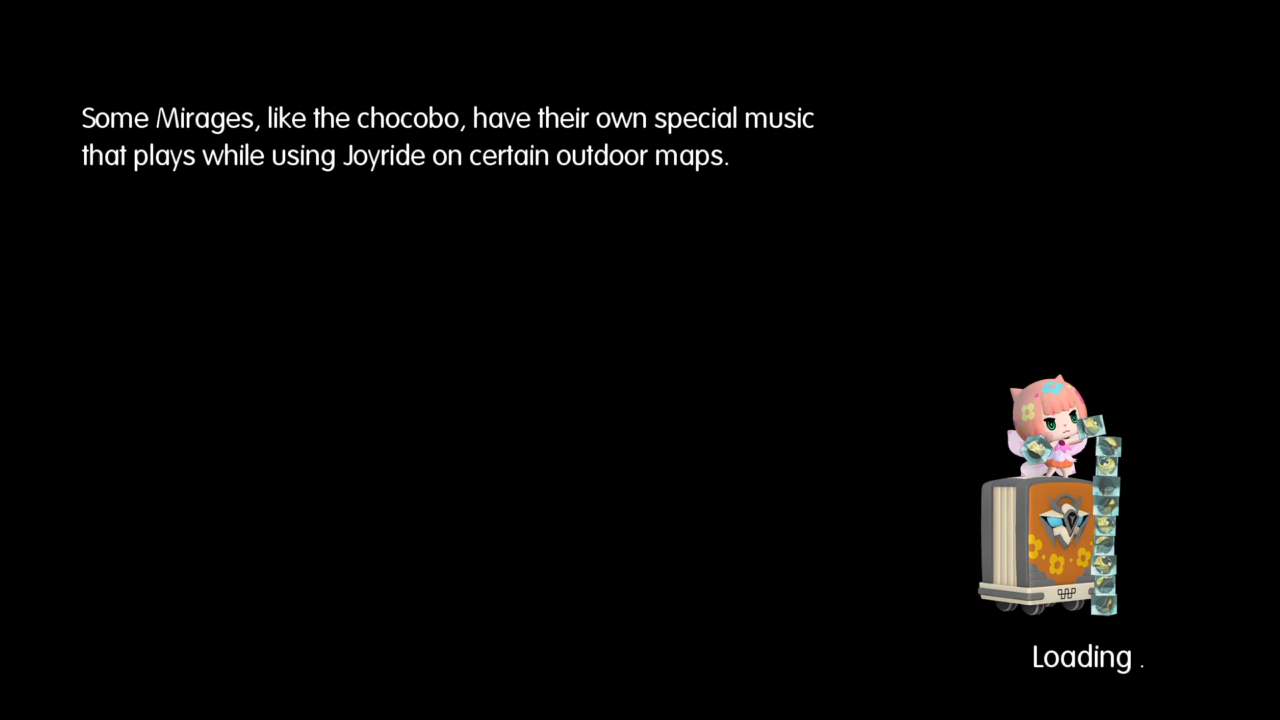 Some Mirages, like the chocobo, have their own special music
that plays while using Joyride on certain outdoor maps.
Loading .